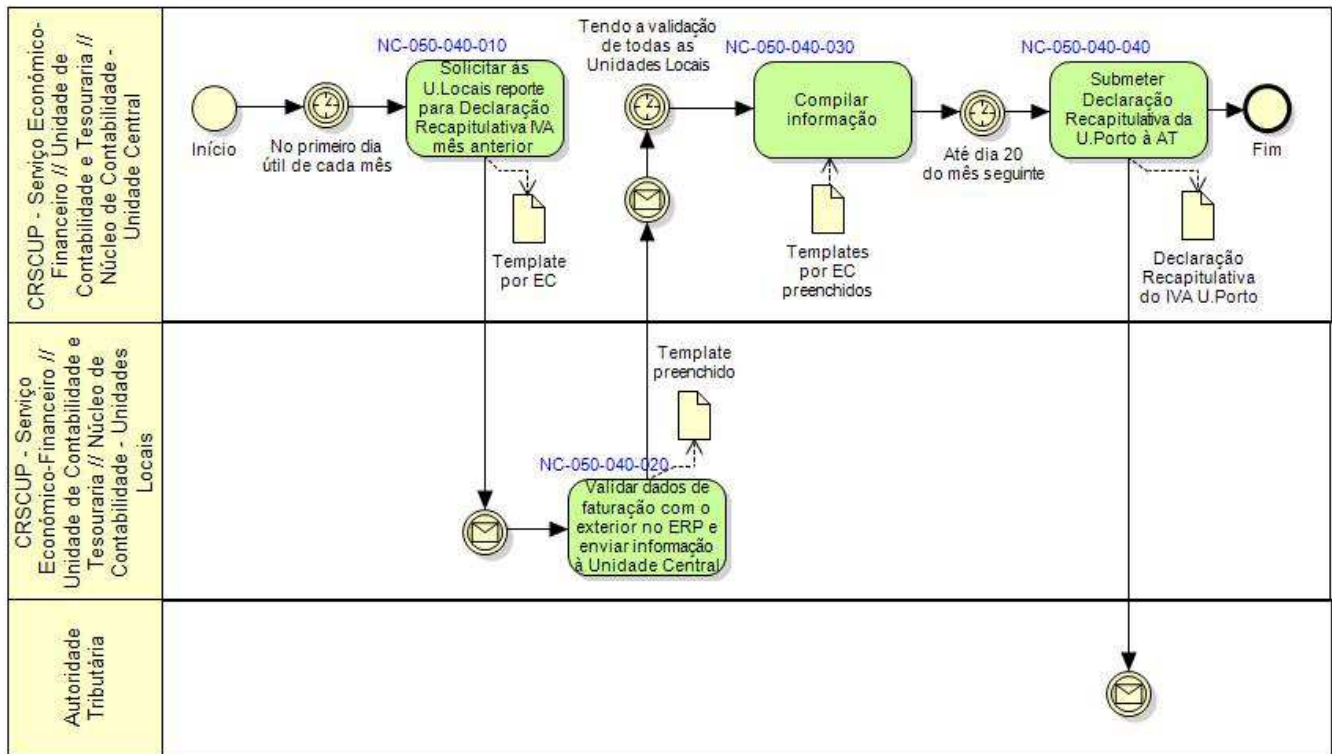 CRSCUP - Serviço Económico-
Financeiro // Unidade de
Contabilidade e Tesouraria //
Núcleo de Contabilidade -
Unidade Central
Início
No primeiro dia
útil de cada mês
NC-050-040-010
Solicitar às
U.Locais reporte
para Declaração
Recapitulativa IVA
mês anterior
Template
por EC
Tendo a validação
de todas as
Unidades Locais
NC-050-040-030
Compilar
informação
Templates
por EC
preenchidos
Até dia 20
do mês seguinte
NC-050-040-040
Submeter
Declaração
Recapitulativa da
U.Porto à AT
Declaração
Recapitulativa
do IVA U.Porto
Fim
CRSCUP - Serviço
Económico-Financeiro //
Unidade de Contabilidade e
Tesouraria // Núcleo de
Contabilidade - Unidades
Locais
Template
preenchido
NC-050-040-020
Validar dados de
faturação com o
exterior no ERP e
enviar informação
à Unidade Central
Autoridade
Tributária